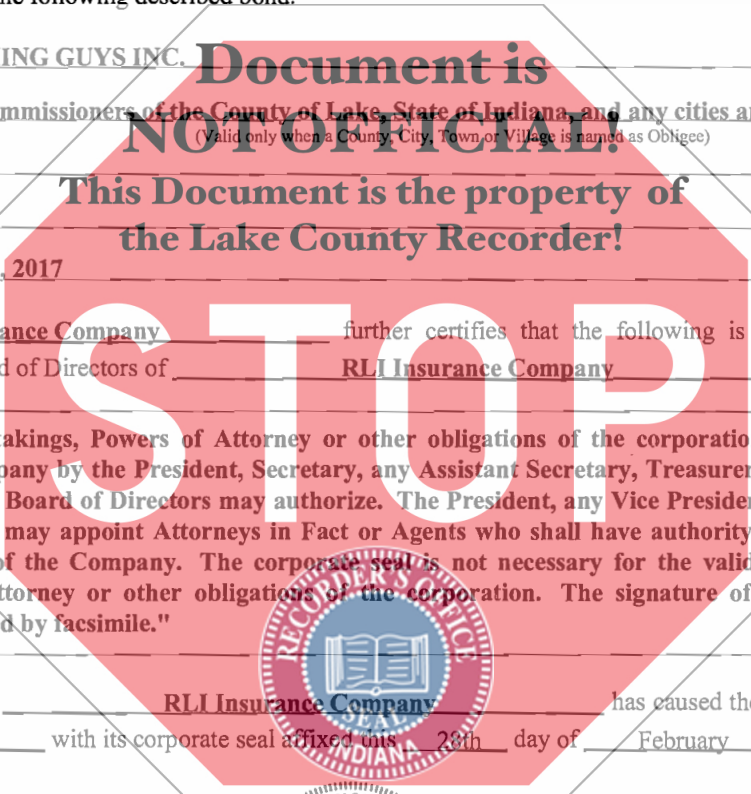 he following described bond:
ING GUYS INC.
Document is
mmissioners of the County of Lake, State of Indiana, and any cities a
NOT OFFICIAL!
(Valid only when a County, City, Town or Village is named as Obligee)
This Document is the property of
the Lake County Recorder!
, 2017
STOP
ance Company further certifies that the following is
d of Directors of RLI Insurance Company
takings, Powers of Attorney or other obligations of the corporatio
pany by the President, Secretary, any Assistant Secretary, Treasurer
Board of Directors may authorize. The President, any Vice Preside
may appoint Attorneys in Fact or Agents who shall have authority
of the Company. The corporate seal is not necessary for the valid
ttorney or other obligations of the corporation. The signature of
d by facsimile."
RECORDER'S OFFICE
RLI Insurance Company has caused the
SEAL
with its corporate seal affixed this 28th day of February
INDIANA